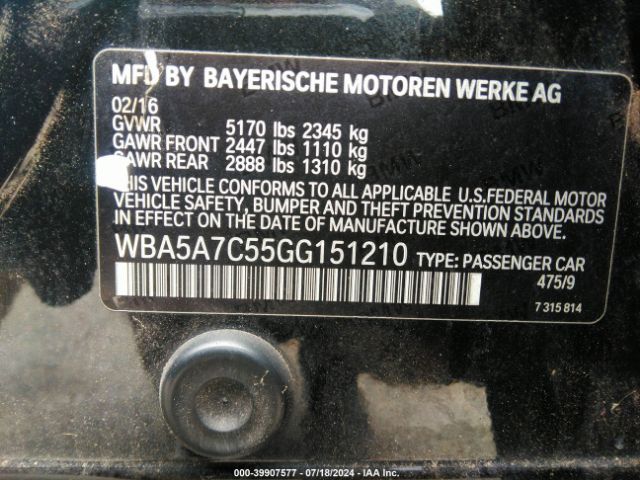 MFD BY BAYERISCHE MOTOREN WERKE AG
02/16
GVWR 5170 lbs 2345 kg
GAWR FRONT 2447 lbs 1110 kg
GAWR REAR 2888 lbs 1310 kg
THIS VEHICLE CONFORMS TO ALL APPLICABLE U.S.FEDERAL MOTOR
VEHICLE SAFETY, BUMPER AND THEFT PREVENTION STANDARDS
IN EFFECT ON THE DATE OF MANUFACTURE SHOWN ABOVE.
WBA5A7C55GG151210 TYPE: PASSENGER CAR
475/9
7 315 814
000-39907577 - 07/18/2024 - IAA Inc.